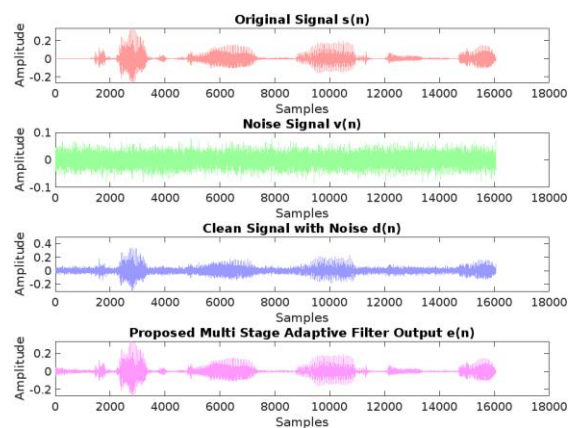 Original Signal s(n)
Amplitude
0.2
0
-0.2
0 2000 4000 6000 8000 10000 12000 14000 16000 18000
Samples
Noise Signal v(n)
Amplitude
0.1
0
-0.1
0 2000 4000 6000 8000 10000 12000 14000 16000 18000
Samples
Clean Signal with Noise d(n)
Amplitude
0.4
0.2
0
-0.2
0 2000 4000 6000 8000 10000 12000 14000 16000 18000
Samples
Proposed Multi Stage Adaptive Filter Output e(n)
Amplitude
0.2
0
-0.2
0 2000 4000 6000 8000 10000 12000 14000 16000 18000
Samples